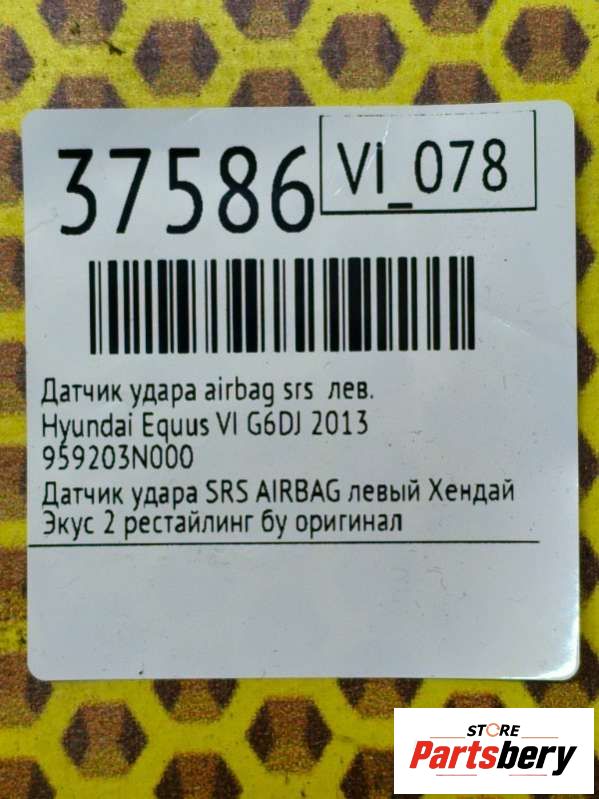 37586
VI_078
Датчик удара airbag srs лев.
Hyundai Equus VI G6DJ 2013
959203N000
Датчик удара SRS AIRBAG левый Хендай
Экус 2 рестайлинг бу оригинал
STORE
Partsbery